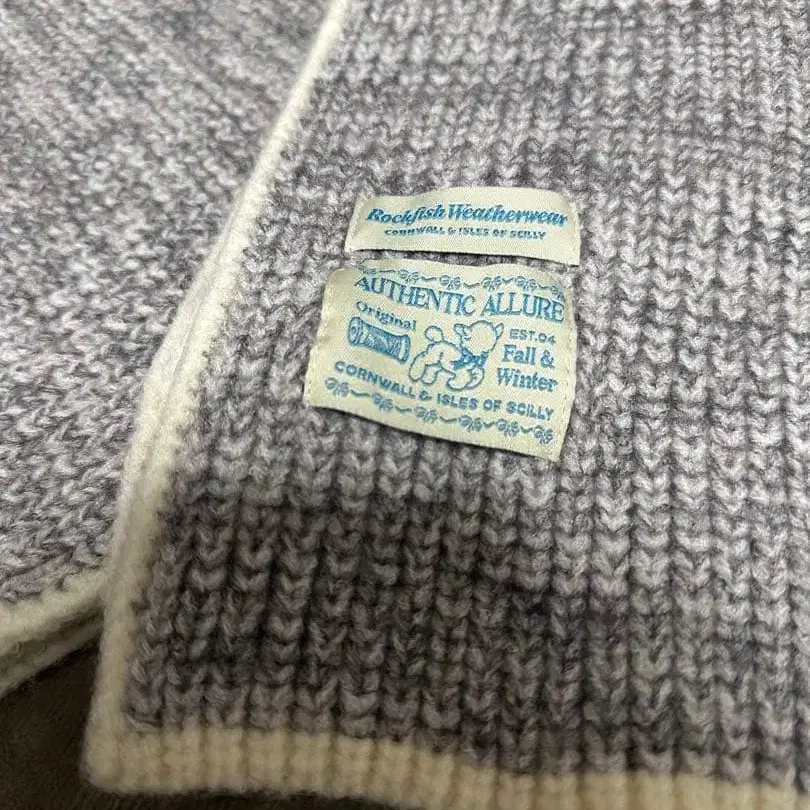 Rockfish Weatherwear
CORNWALL & ISLES OF SCILLY
AUTHENTIC ALLURE
Original
EST.04
Fall &
Winter
CORNWALL & ISLES OF SCILLY